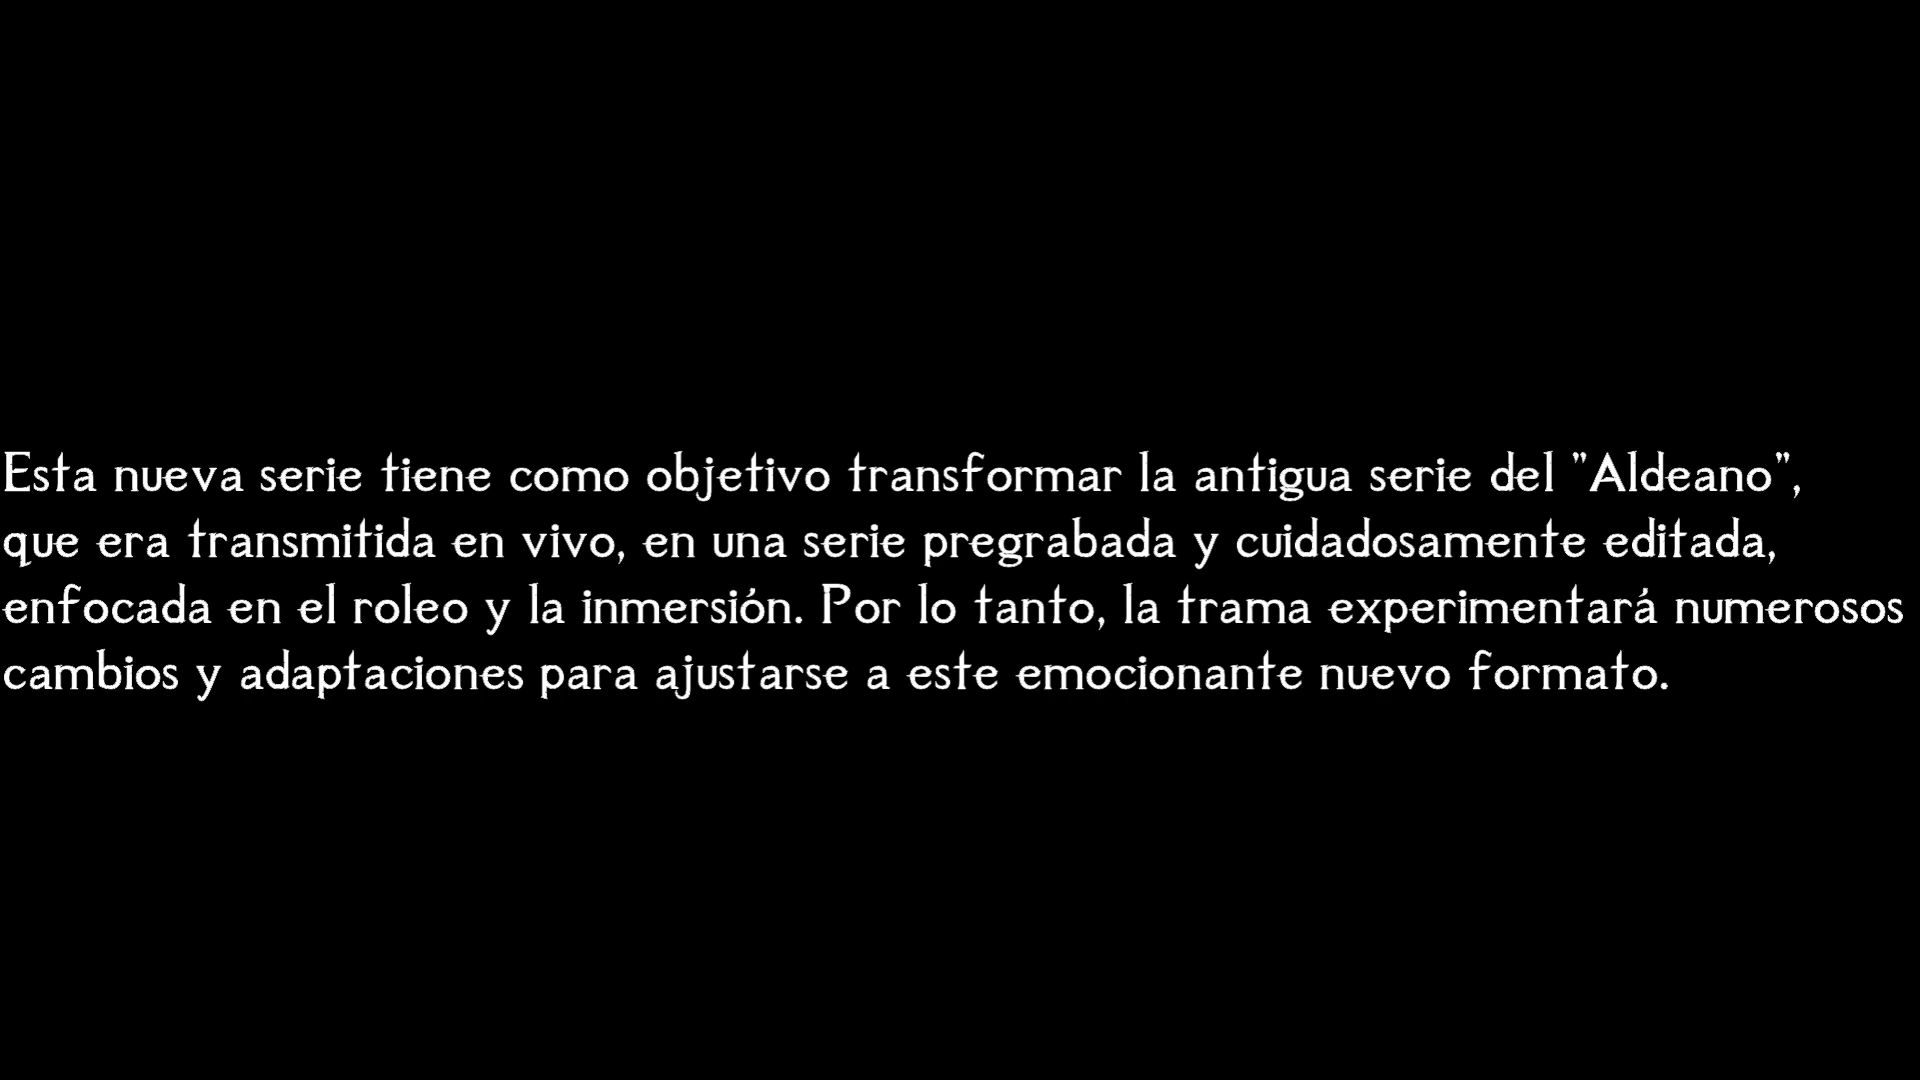 Esta nueva serie tiene como objetivo transformar la antigua serie del "Aldeano",
que era transmitida en vivo, en una serie pregrabada y cuidadosamente editada,
enfocada en el roleo y la inmersión. Por lo tanto, la trama experimentará numerosos
cambios y adaptaciones para ajustarse a este emocionante nuevo formato.